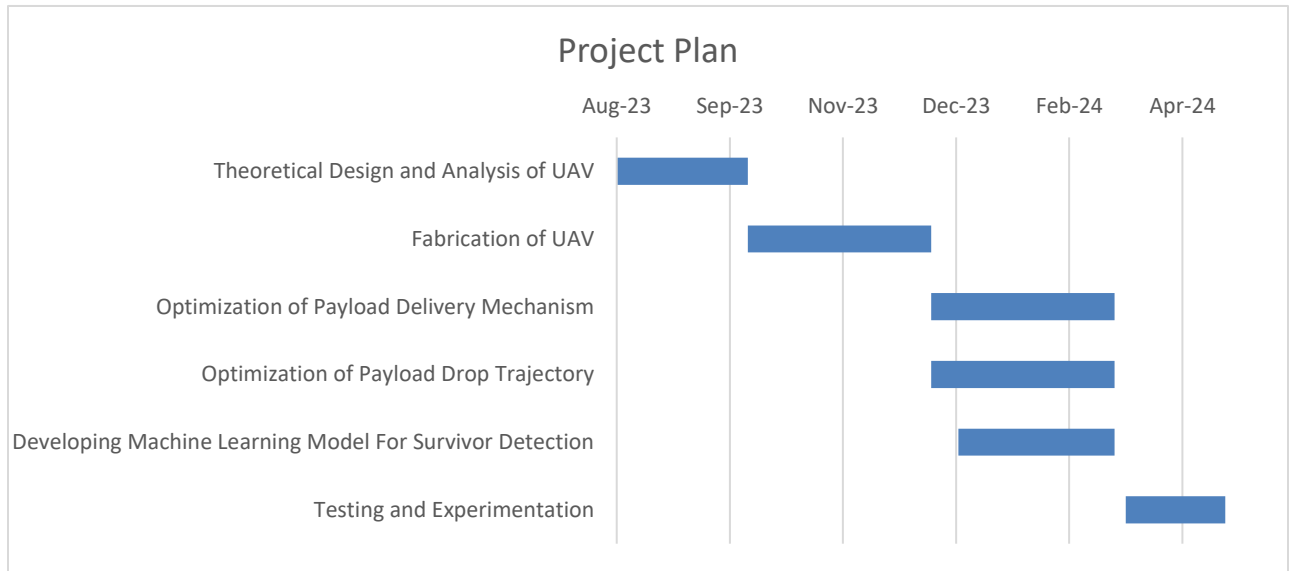 Project Plan
Aug-23 Sep-23 Nov-23 Dec-23 Feb-24 Apr-24
Theoretical Design and Analysis of UAV
Fabrication of UAV
Optimization of Payload Delivery Mechanism
Optimization of Payload Drop Trajectory
Developing Machine Learning Model For Survivor Detection
Testing and Experimentation